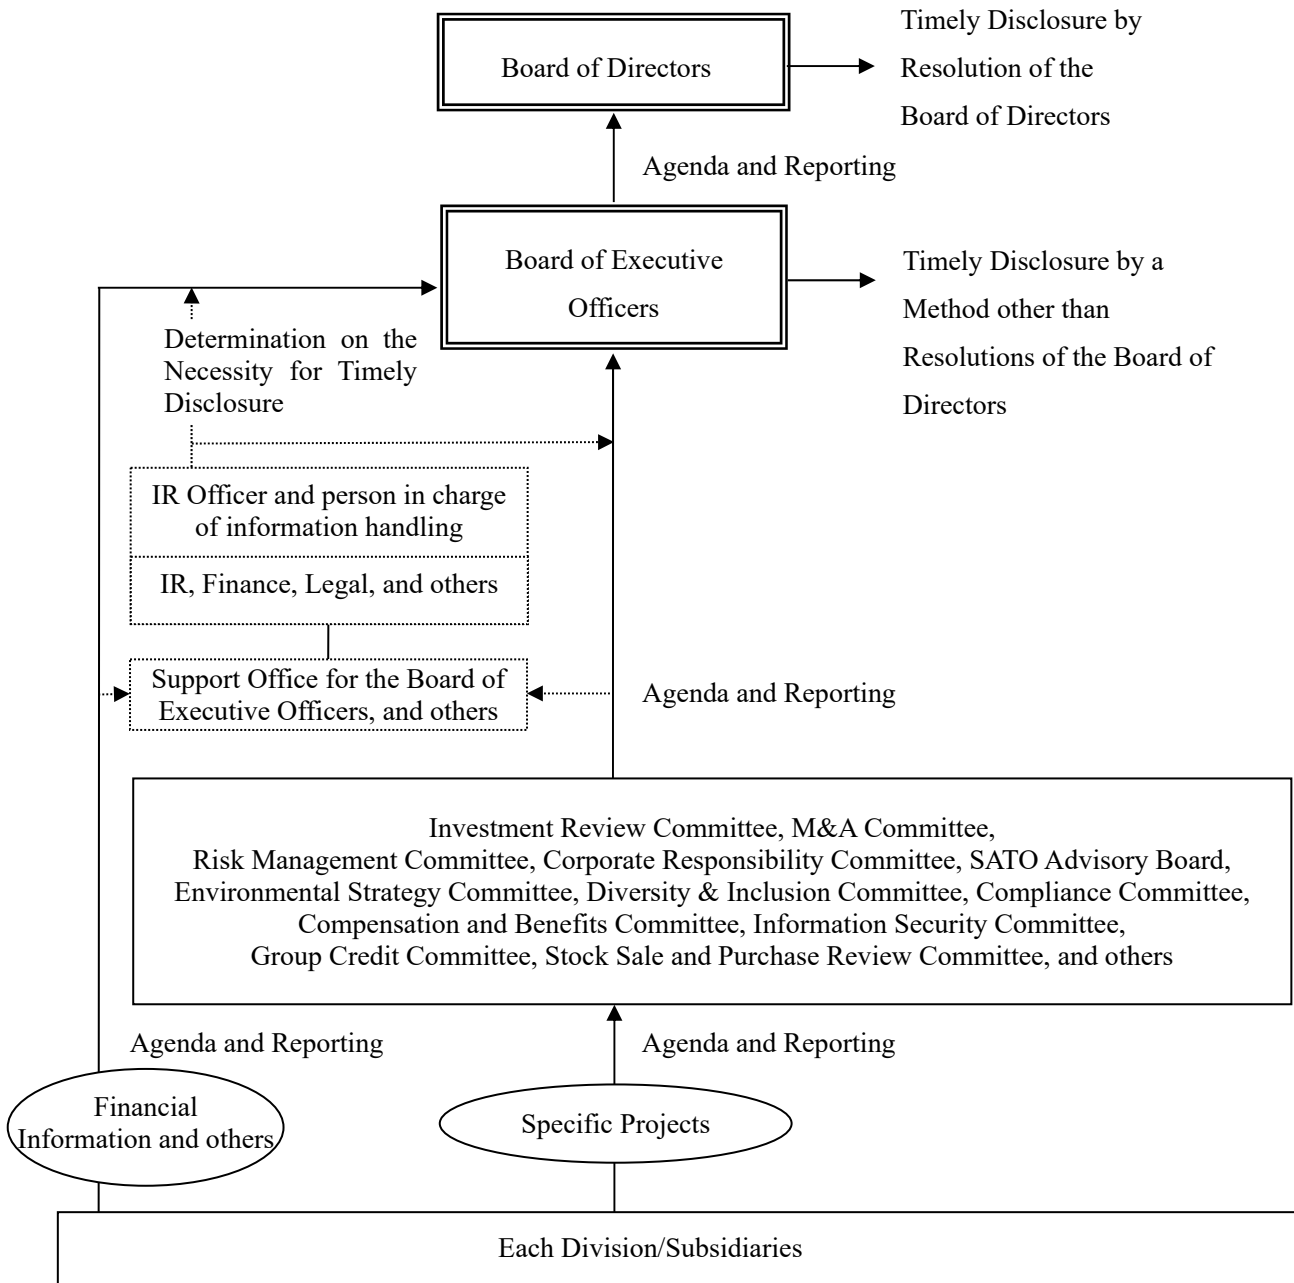 Timely Disclosure by
Resolution of the
Board of Directors
Board of Directors
Agenda and Reporting
Board of Executive
Officers
Timely Disclosure by a
Method other than
Resolutions of the Board of
Directors
Determination on the
Necessity for Timely
Disclosure
IR Officer and person in charge
of information handling
IR, Finance, Legal, and others
Support Office for the Board of
Executive Officers, and others
Agenda and Reporting
Investment Review Committee, M&A Committee,
Risk Management Committee, Corporate Responsibility Committee, SATO Advisory Board,
Environmental Strategy Committee, Diversity & Inclusion Committee, Compliance Committee,
Compensation and Benefits Committee, Information Security Committee,
Group Credit Committee, Stock Sale and Purchase Review Committee, and others
Agenda and Reporting
Agenda and Reporting
Financial
Information and others
Specific Projects
Each Division/Subsidiaries